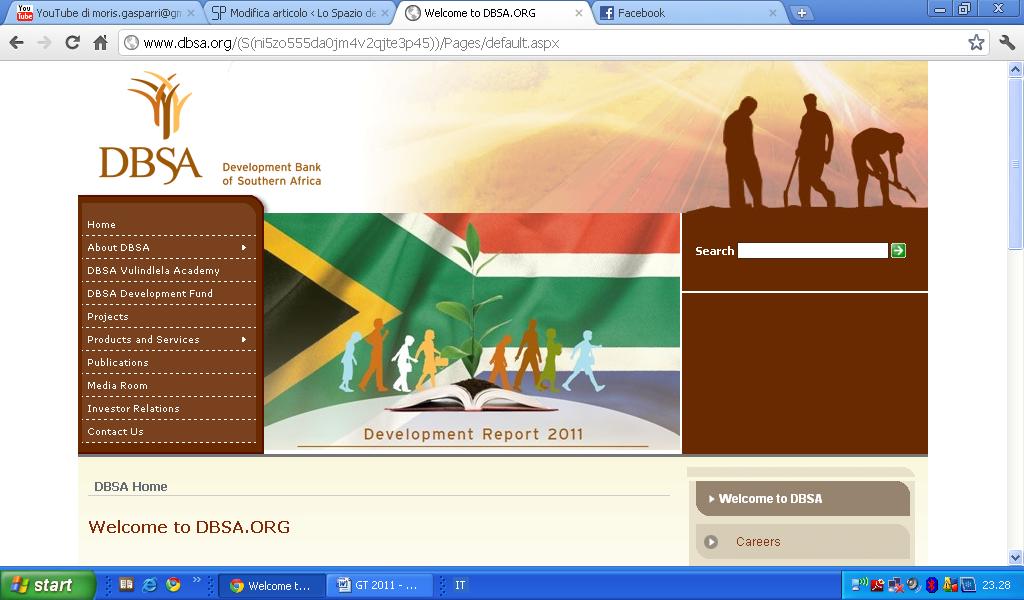 YouTube di moris.gasparri@gm
Modifica articolo ‹ Lo Spazio de
Welcome to DBSA.ORG
Facebook
www.dbsa.org/(S(ni5zo555da0jm4v2qjte3p45))/Pages/default.aspx
DBSA
Development Bank
of Southern Africa
Home
About DBSA
DBSA Vulindlela Academy
DBSA Development Fund
Projects
Products and Services
Publications
Media Room
Investor Relations
Contact Us
Search
Development Report 2011
DBSA Home
Welcome to DBSA.ORG
Welcome to DBSA
Careers
start
Welcome t...
GT 2011 - ...
IT
23.28